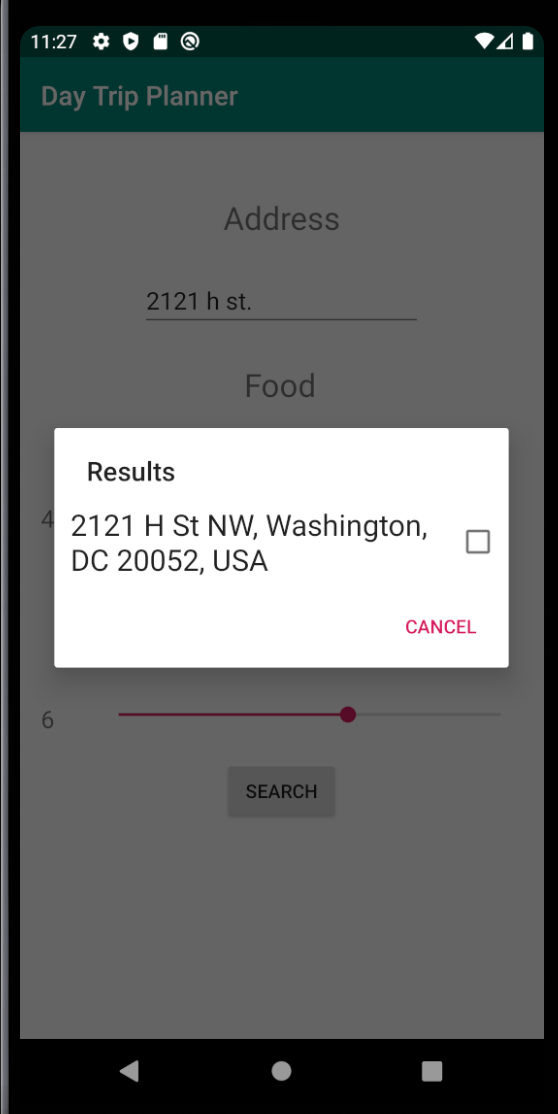 11:27
Day Trip Planner
Address
2121 h st.
Food
Results
4
2121 H St NW, Washington,
DC 20052, USA
CANCEL
6
SEARCH